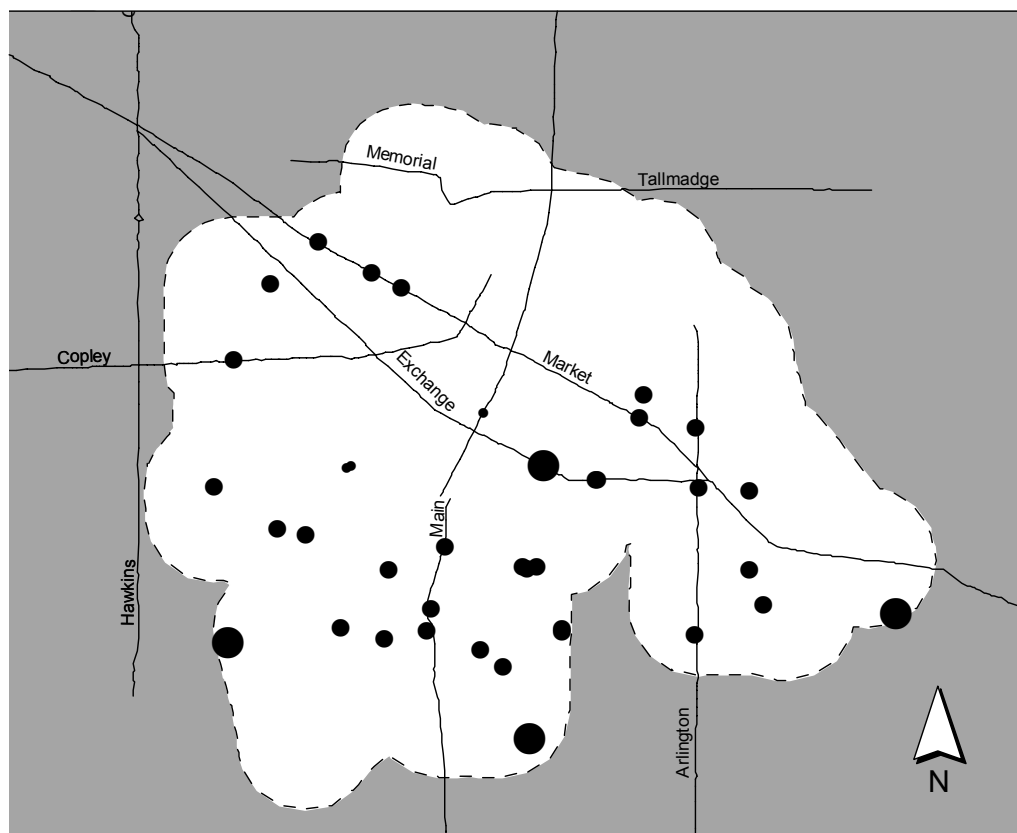 Memorial
Tallmadge
Copley
Exchange
Market
Main
Hawkins
Arlington
N